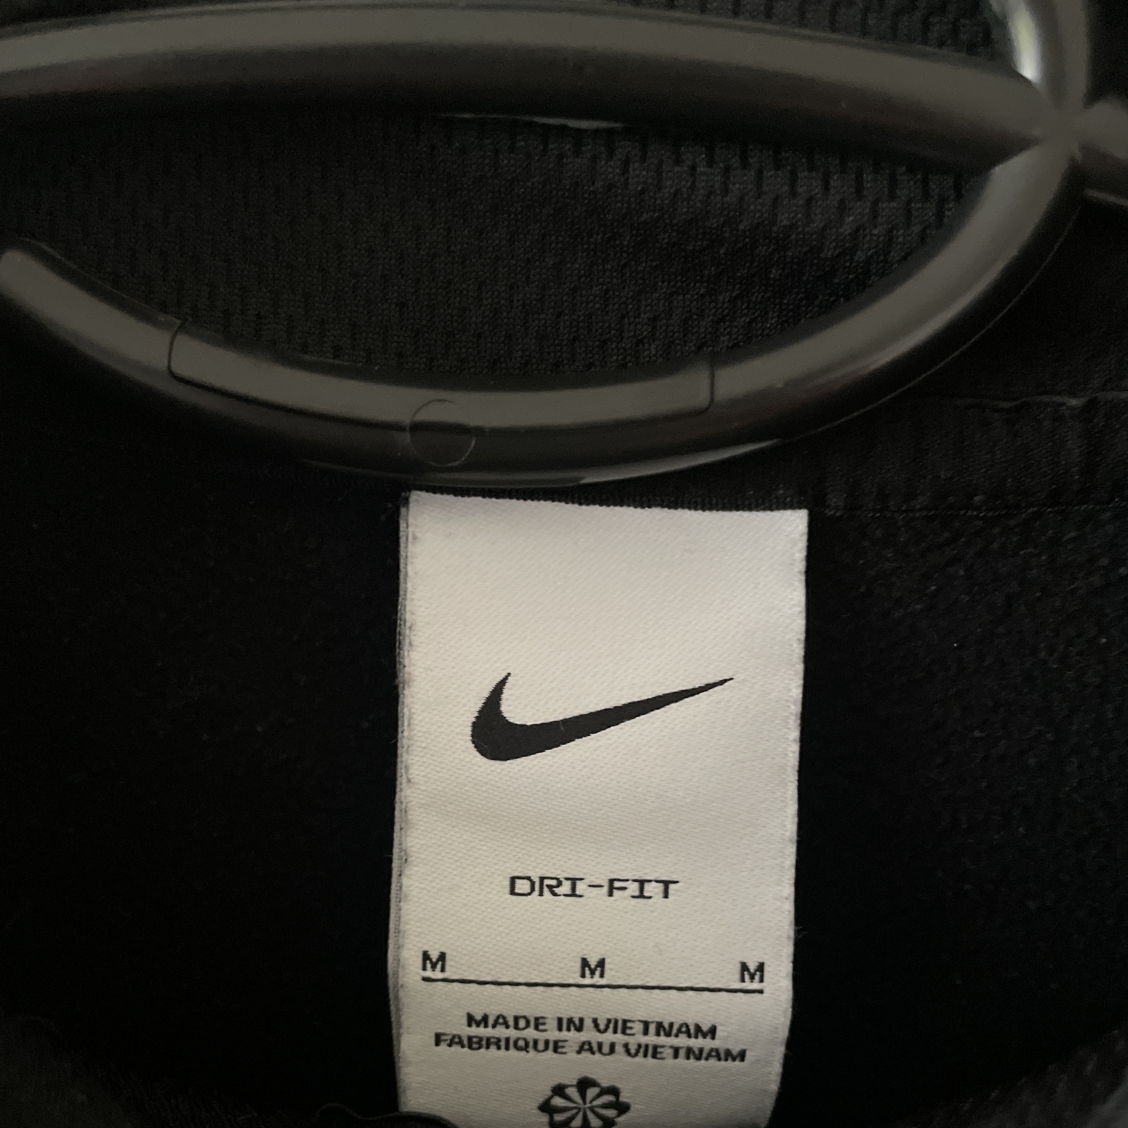 DRI-FIT
M M M
MADE IN VIETNAM
FABRIQUE AU VIETNAM